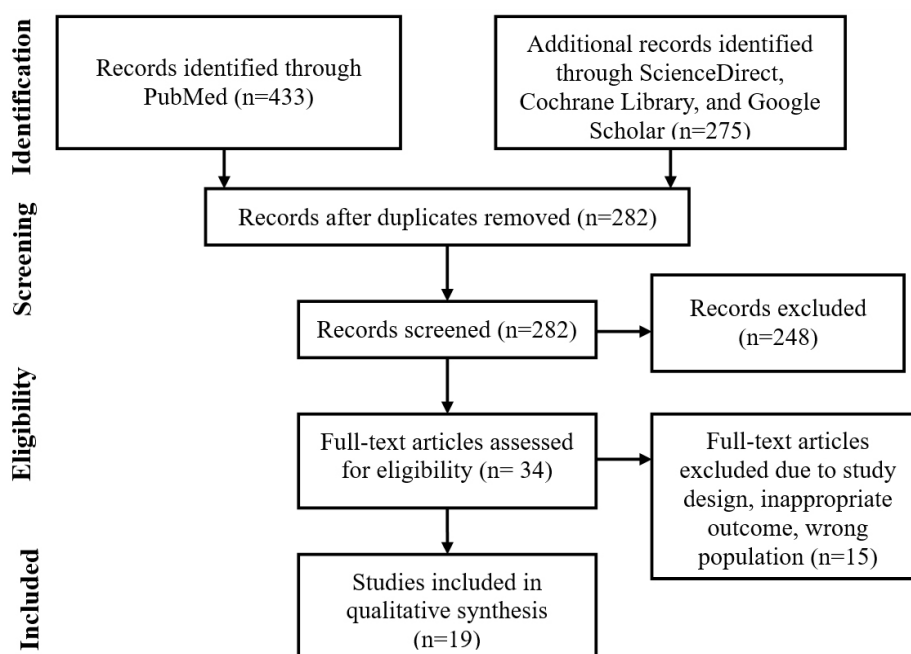 Identification
Records identified through
PubMed (n=433)
Additional records identified
through ScienceDirect,
Cochrane Library, and Google
Scholar (n=275)
Screening
Records after duplicates removed (n=282)
Records screened (n=282)
Records excluded
(n=248)
Eligibility
Full-text articles assessed
for eligibility (n= 34)
Full-text articles
excluded due to study
design, inappropriate
outcome, wrong
population (n=15)
Included
Studies included in
qualitative synthesis
(n=19)